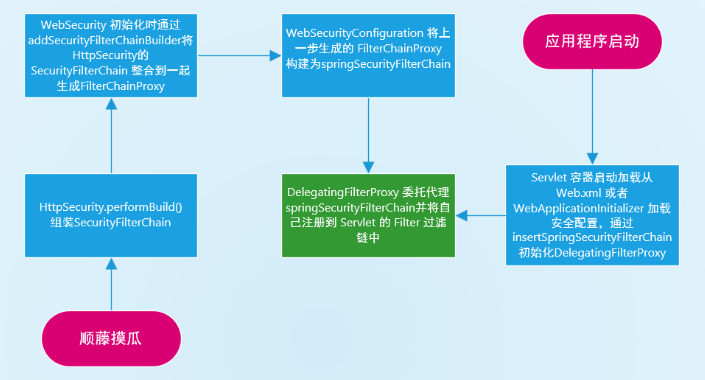 WebSecurity 初始化时通过
addSecurityFilterChainBuilder将
HttpSecurity的
SecurityFilterChain 整合到一起
生成FilterChainProxy
WebSecurityConfiguration 将上
一步生成的 FilterChainProxy
构建为springSecurityFilterChain
应用程序启动
HttpSecurity.performBuild()
组装SecurityFilterChain
DelegatingFilterProxy 委托代理
springSecurityFilterChain并将自
己注册到 Servlet 的 Filter 过滤
链中
Servlet 容器启动加载从
Web.xml 或者
WebApplicationInitializer 加载
安全配置，通过
insertSpringSecurityFilterChain
初始化DelegatingFilterProxy
顺藤摸瓜